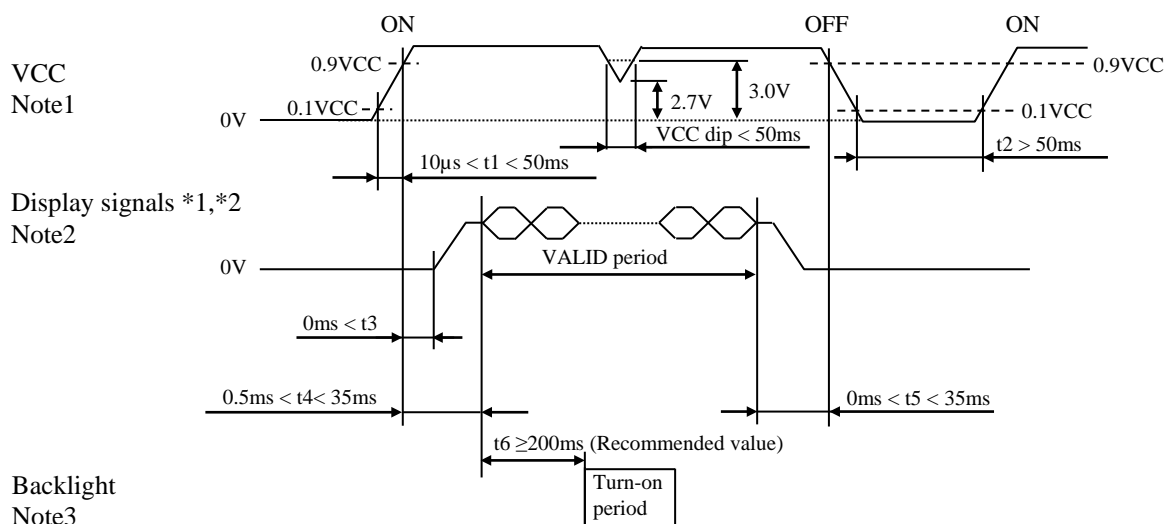 ON
OFF
ON
VCC
Note1
0.9VCC
0.1VCC
0V
2.7V
3.0V
VCC dip < 50ms
0.9VCC
0.1VCC
10μs < t1 < 50ms
t2 > 50ms
Display signals *1,*2
Note2
0V
VALID period
0ms < t3
0.5ms < t4< 35ms
0ms < t5 < 35ms
t6 ≥200ms (Recommended value)
Backlight
Note3
Turn-on
period